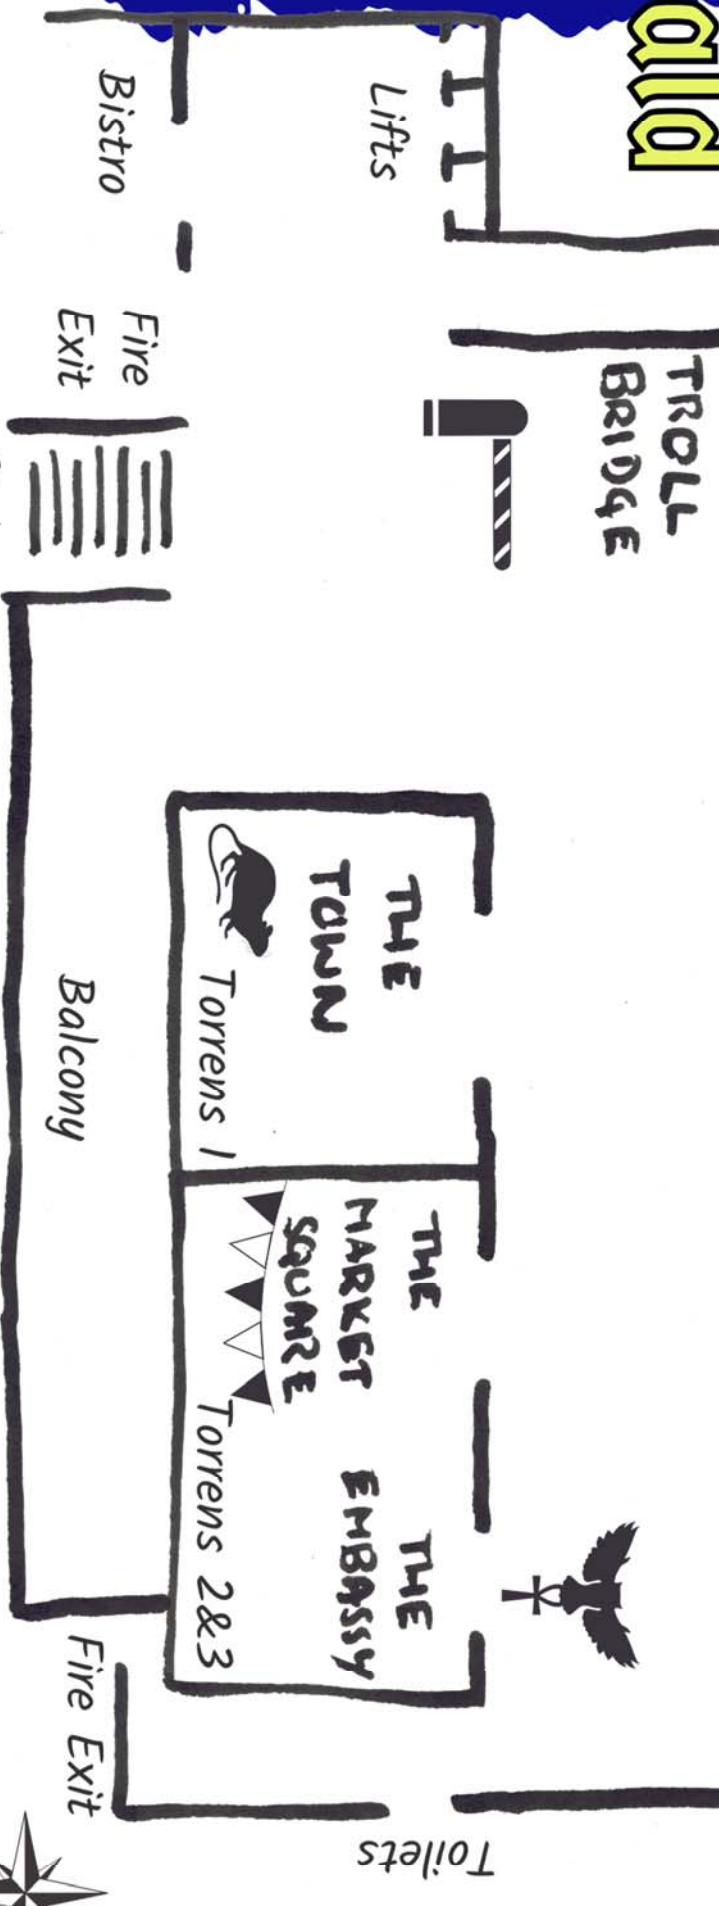 ald
TROLL
BRIDGE
Lifts
Bistro
Fire
Exit
THE
TOWN
Torrens 1
THE
MARKET
SQUARE
THE
EMBASSY
Torrens 2&3
Balcony
Fire Exit
Toilets